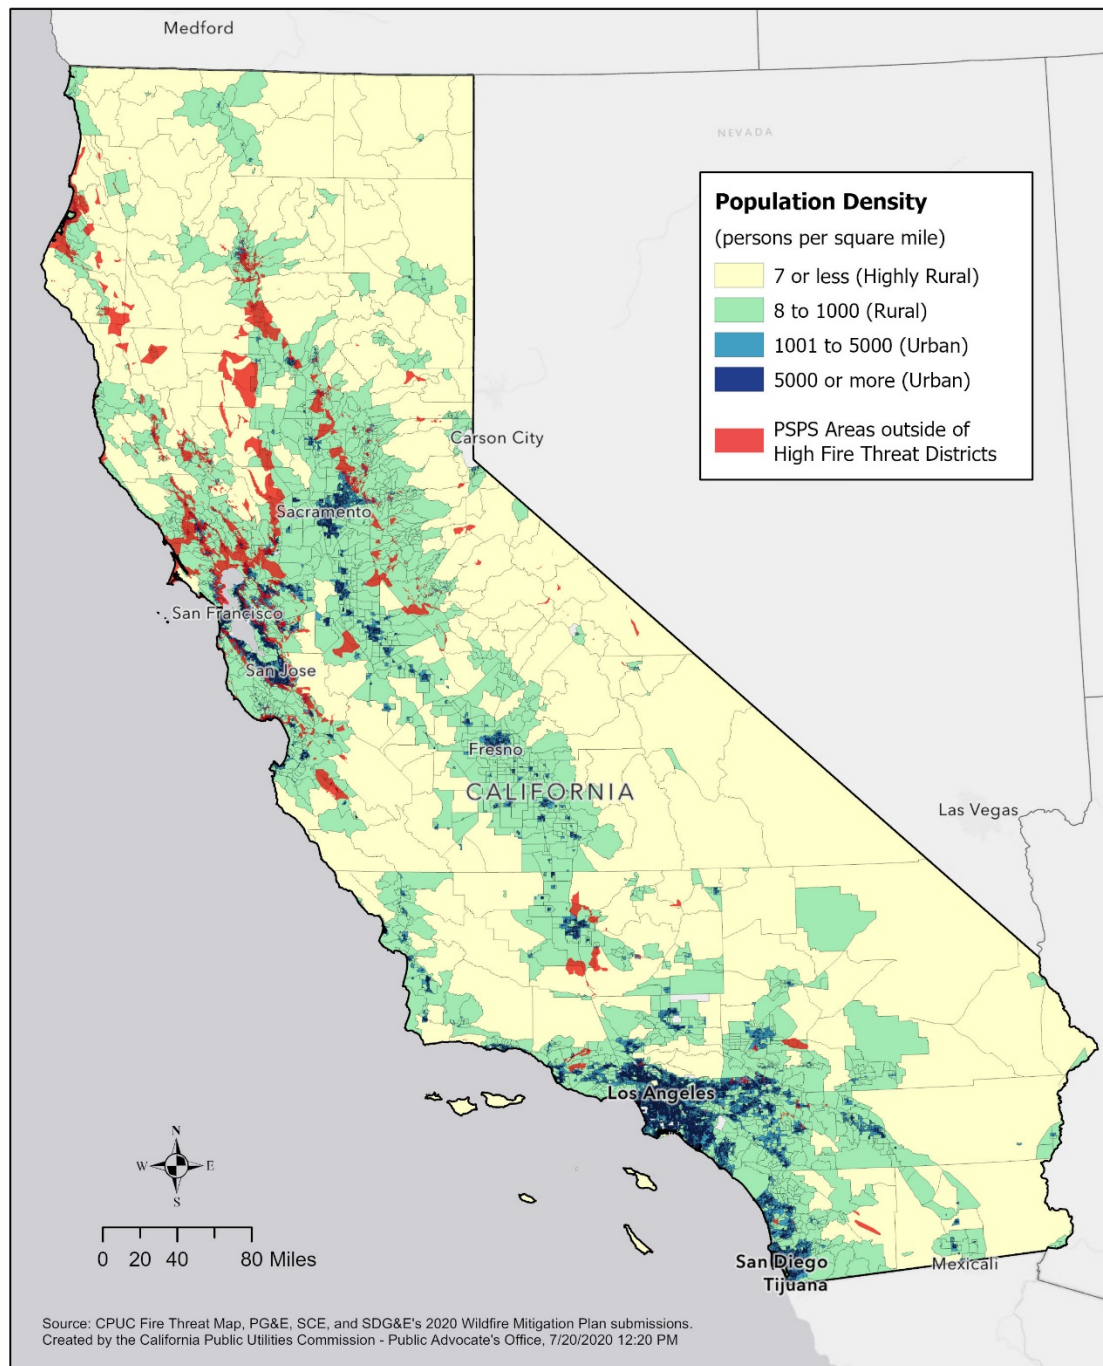 Medford
NEVADA
Population Density
(persons per square mile)
7 or less (Highly Rural)
8 to 1000 (Rural)
1001 to 5000 (Urban)
5000 or more (Urban)
PSPS Areas outside of
High Fire Threat Districts
Carson City
Sacramento
San Francisco
San Jose
Fresno
CALIFORNIA
Las Vegas
Los Angeles
N
W E
S
0 20 40 80 Miles
San Diego
Tijuana
Mexicali
Source: CPUC Fire Threat Map, PG&E, SCE, and SDG&E's 2020 Wildfire Mitigation Plan submissions.
Created by the California Public Utilities Commission - Public Advocate's Office, 7/20/2020 12:20 PM